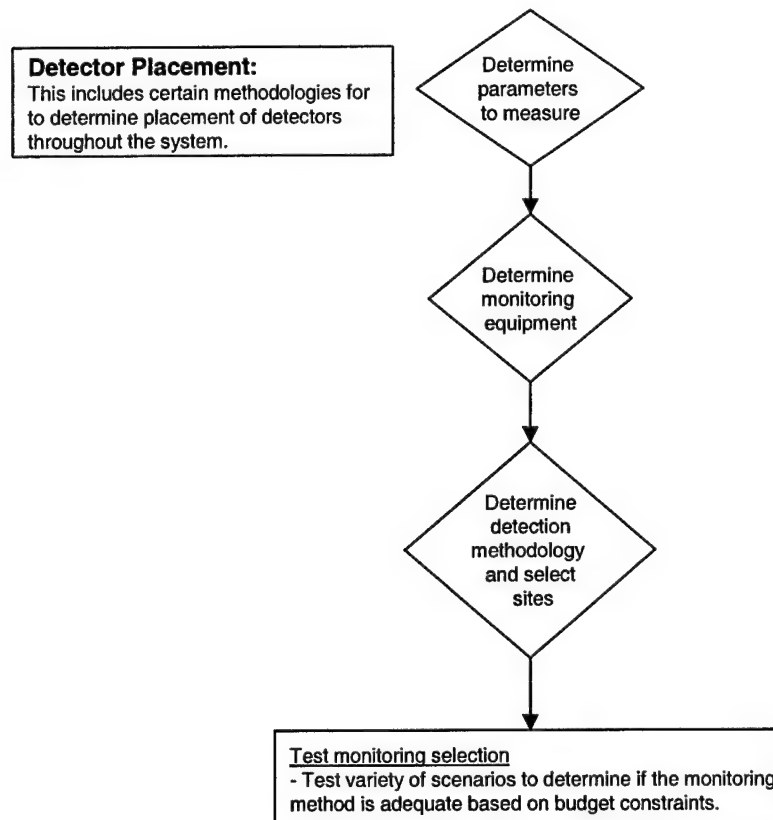 Detector Placement:
This includes certain methodologies for
to determine placement of detectors
throughout the system.
Determine
parameters
to measure
Determine
monitoring
equipment
Determine
detection
methodology
and select
sites
Test monitoring selection
- Test variety of scenarios to determine if the monitoring
method is adequate based on budget constraints.